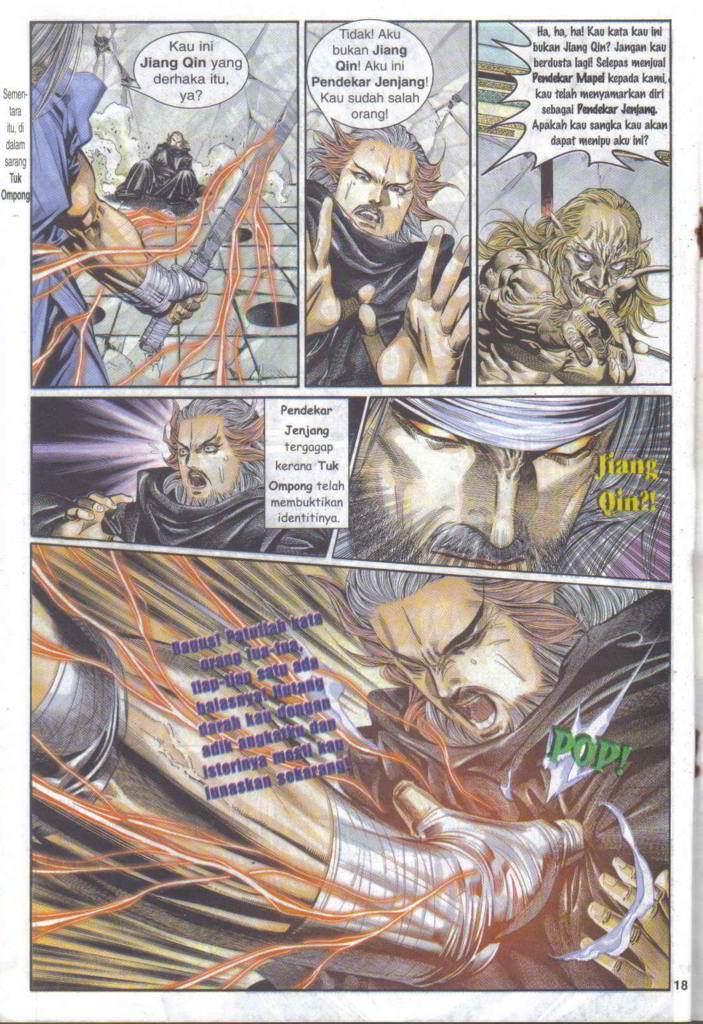 Semen-
tara
itu, di
dalam
sarang
Tuk
Ompong
...
Kau ini
Jiang Qin yang
derhaka itu,
ya?
Tidak! Aku
bukan Jiang
Qin! Aku ini
Pendekar Jenjang!
Kau sudah salah
orang!
Ha, ha, ha! Kau kata kau ini
bukan Jiang Qin? Jangan kau
berdusta lagi! Selepas menjual
Pendekar Mapel kepada kami,
kau telah menyamarkan diri
sebagai Pendekar Jenjang.
Apakah kau sangka kau akan
dapat menipu aku ini?
Pendekar
Jenjang
tergagap
kerana Tuk
Ompong telah
membuktikan
identitinya.
Jiang
Qin?!
Bagus! Patutlah kata
orang tua-tua,
tiap-tiap satu ada
balasnya! Hutang
darah kau dengan
adik angkatku dan
isterinya mesti kau
lunaskan sekarang!
POP!
18